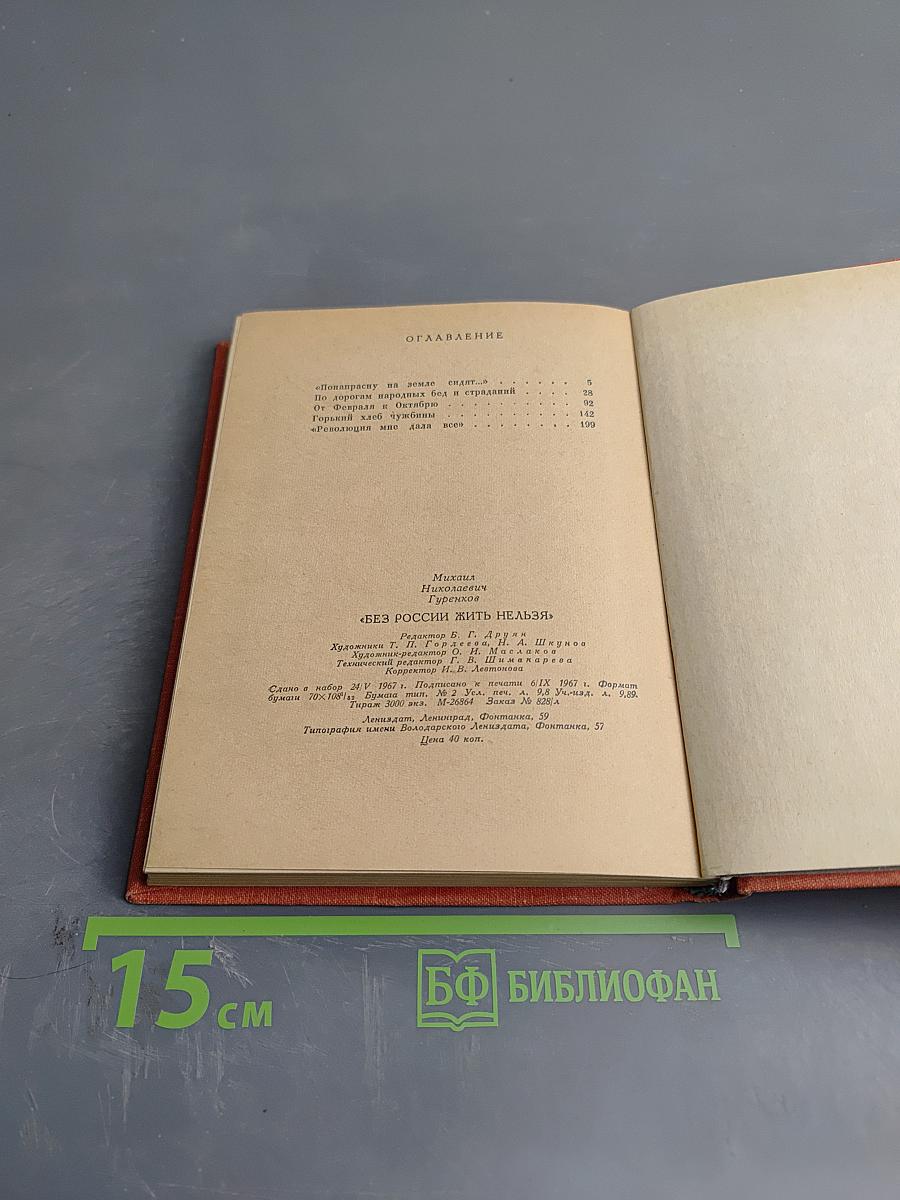 ОГЛАВЛЕНИЕ
«Понапрасну на земле сидят...» . . . . . . 5
По дорогам народных бед и страданий . . . . 28
От Февраля к Октябрю . . . . . . . . . . 92
Горький хлеб чужбины . . . . . . . . . . 142
«Революция мне дала все» . . . . . . . . 199
Михаил
Николаевич
Гуренков
«БЕЗ РОССИИ ЖИТЬ НЕЛЬЗЯ»
Редактор Б. Г. Друян
Художники Т. П. Гордеева, Н. А. Шкунов
Художник-редактор О. И. Маслаков
Технический редактор Г. В. Шимакарева
Корректор И. В. Левтонова
Сдано в набор 24/V 1967 г. Подписано к печати 6/IX 1967 г. Формат
бумаги 70×108¹/₃₂ Бумага тип. № 2 Усл. печ. л. 9,8 Уч.-изд. л. 9,89.
Тираж 3000 экз. М-26864 Заказ № 828/л
Лениздат, Ленинград, Фонтанка, 59
Типография имени Володарского Лениздата, Фонтанка, 57
Цена 40 коп.
15 см
БФ БИБЛИОФАН